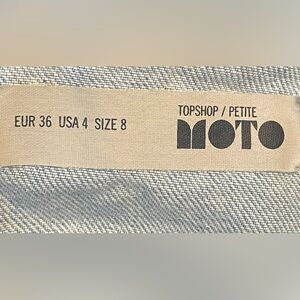 EUR 36 USA 4 SIZE 8
TOPSHOP / PETITE
MOTO